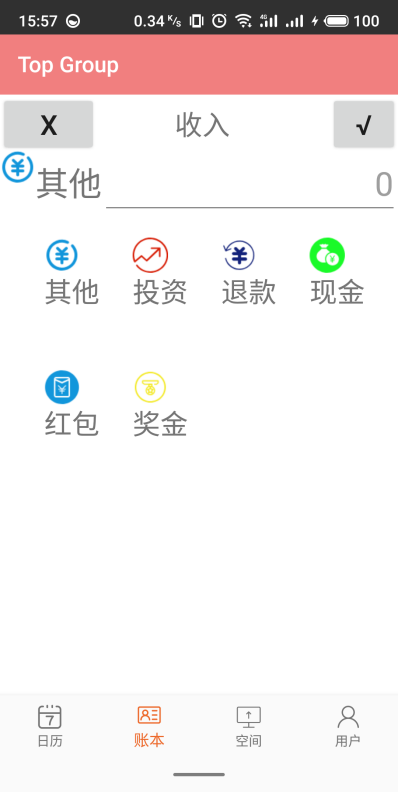 15:57 0.34 K/s 4G 100
Top Group
X 收入 √
其他 0
其他 投资 退款 现金
红包 奖金
7
日历 账本 空间 用户